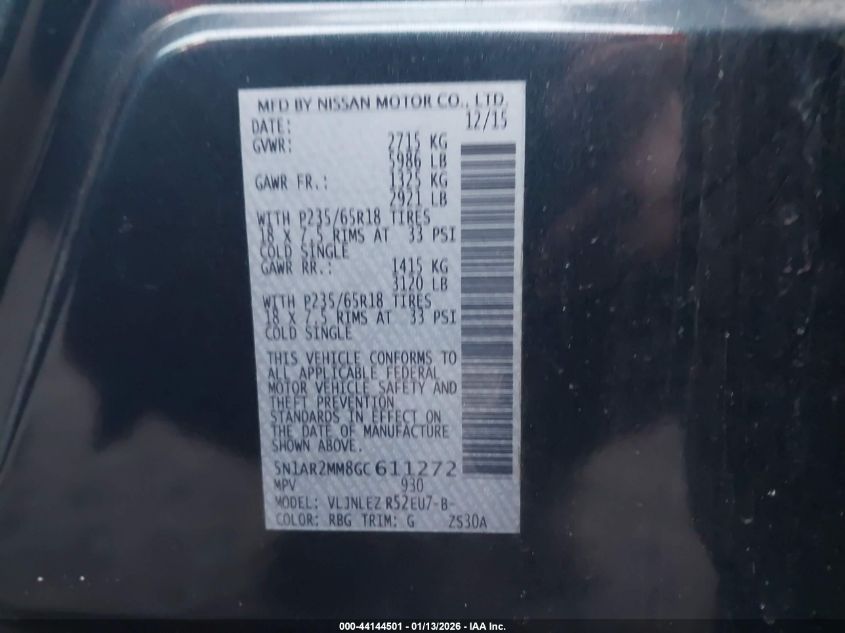 MFD BY NISSAN MOTOR CO., LTD.
DATE: 12/15
GVWR: 2715 KG
5986 LB
GAWR FR.: 1325 KG
2921 LB
WITH P235/65R18 TIRES
18 X 7.5 RIMS AT 33 PSI
COLD SINGLE
GAWR RR.: 1415 KG
3120 LB
WITH P235/65R18 TIRES
18 X 7.5 RIMS AT 33 PSI
COLD SINGLE
THIS VEHICLE CONFORMS TO
ALL APPLICABLE FEDERAL
MOTOR VEHICLE SAFETY AND
THEFT PREVENTION
STANDARDS IN EFFECT ON
THE DATE OF MANUFACTURE
SHOWN ABOVE.
5N1AR2MM8GC611272
MPV 930
MODEL: VLJNLEZ R52EU7-B-
COLOR: RBG TRIM: G ZS30A
000-44144501 - 01/13/2026 - IAA Inc.